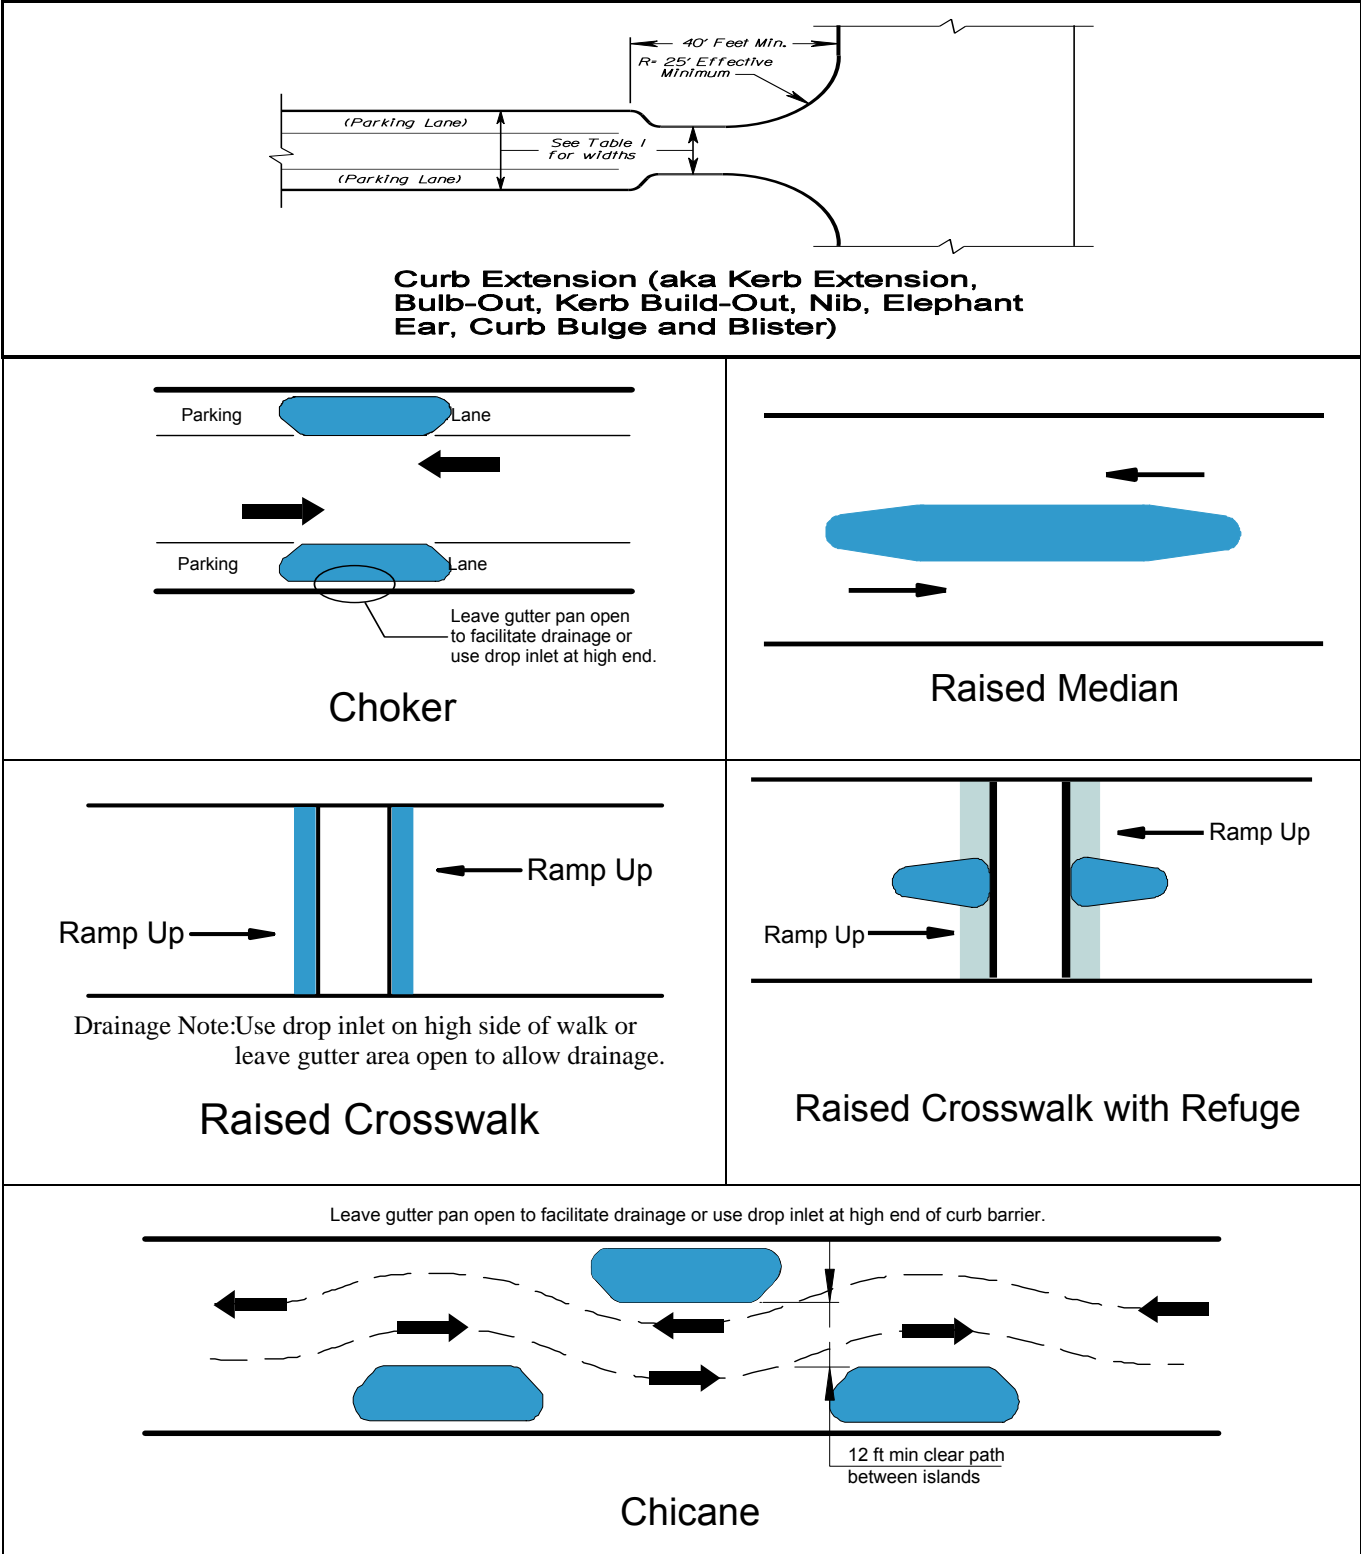 40' Feet Min.
R= 25' Effective
Minimum
(Parking Lane)
See Table 1
for widths
(Parking Lane)
Curb Extension (aka Kerb Extension,
Bulb-Out, Kerb Build-Out, Nib, Elephant
Ear, Curb Bulge and Blister)
Parking Lane
Parking Lane
Leave gutter pan open
to facilitate drainage or
use drop inlet at high end.
Choker
Raised Median
Ramp Up
Ramp Up
Drainage Note:Use drop inlet on high side of walk or
leave gutter area open to allow drainage.
Raised Crosswalk
Ramp Up
Ramp Up
Raised Crosswalk with Refuge
Leave gutter pan open to facilitate drainage or use drop inlet at high end of curb barrier.
12 ft min clear path
between islands
Chicane